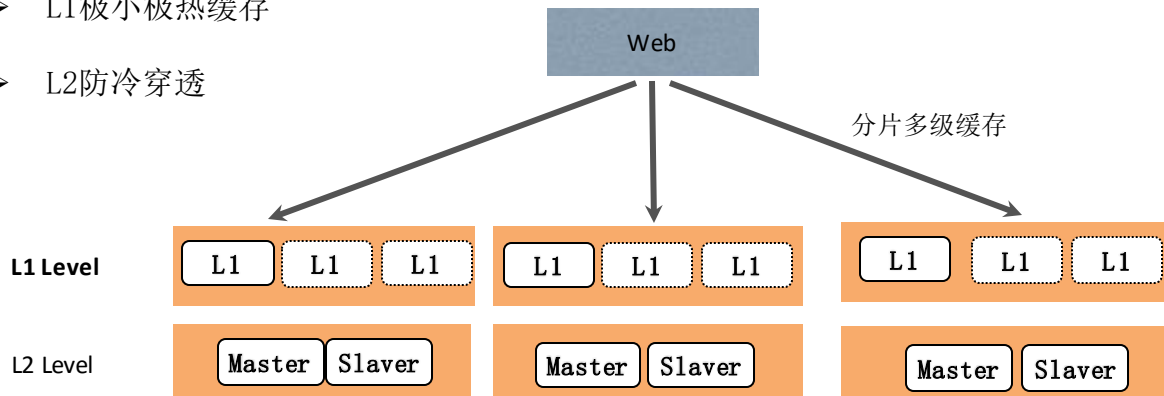 L1极小极热缓存
Web
L2防冷穿透
分片多级缓存
L1 Level
L1 L1 L1
L1 L1 L1
L1 L1 L1
L2 Level
Master Slaver
Master Slaver
Master Slaver